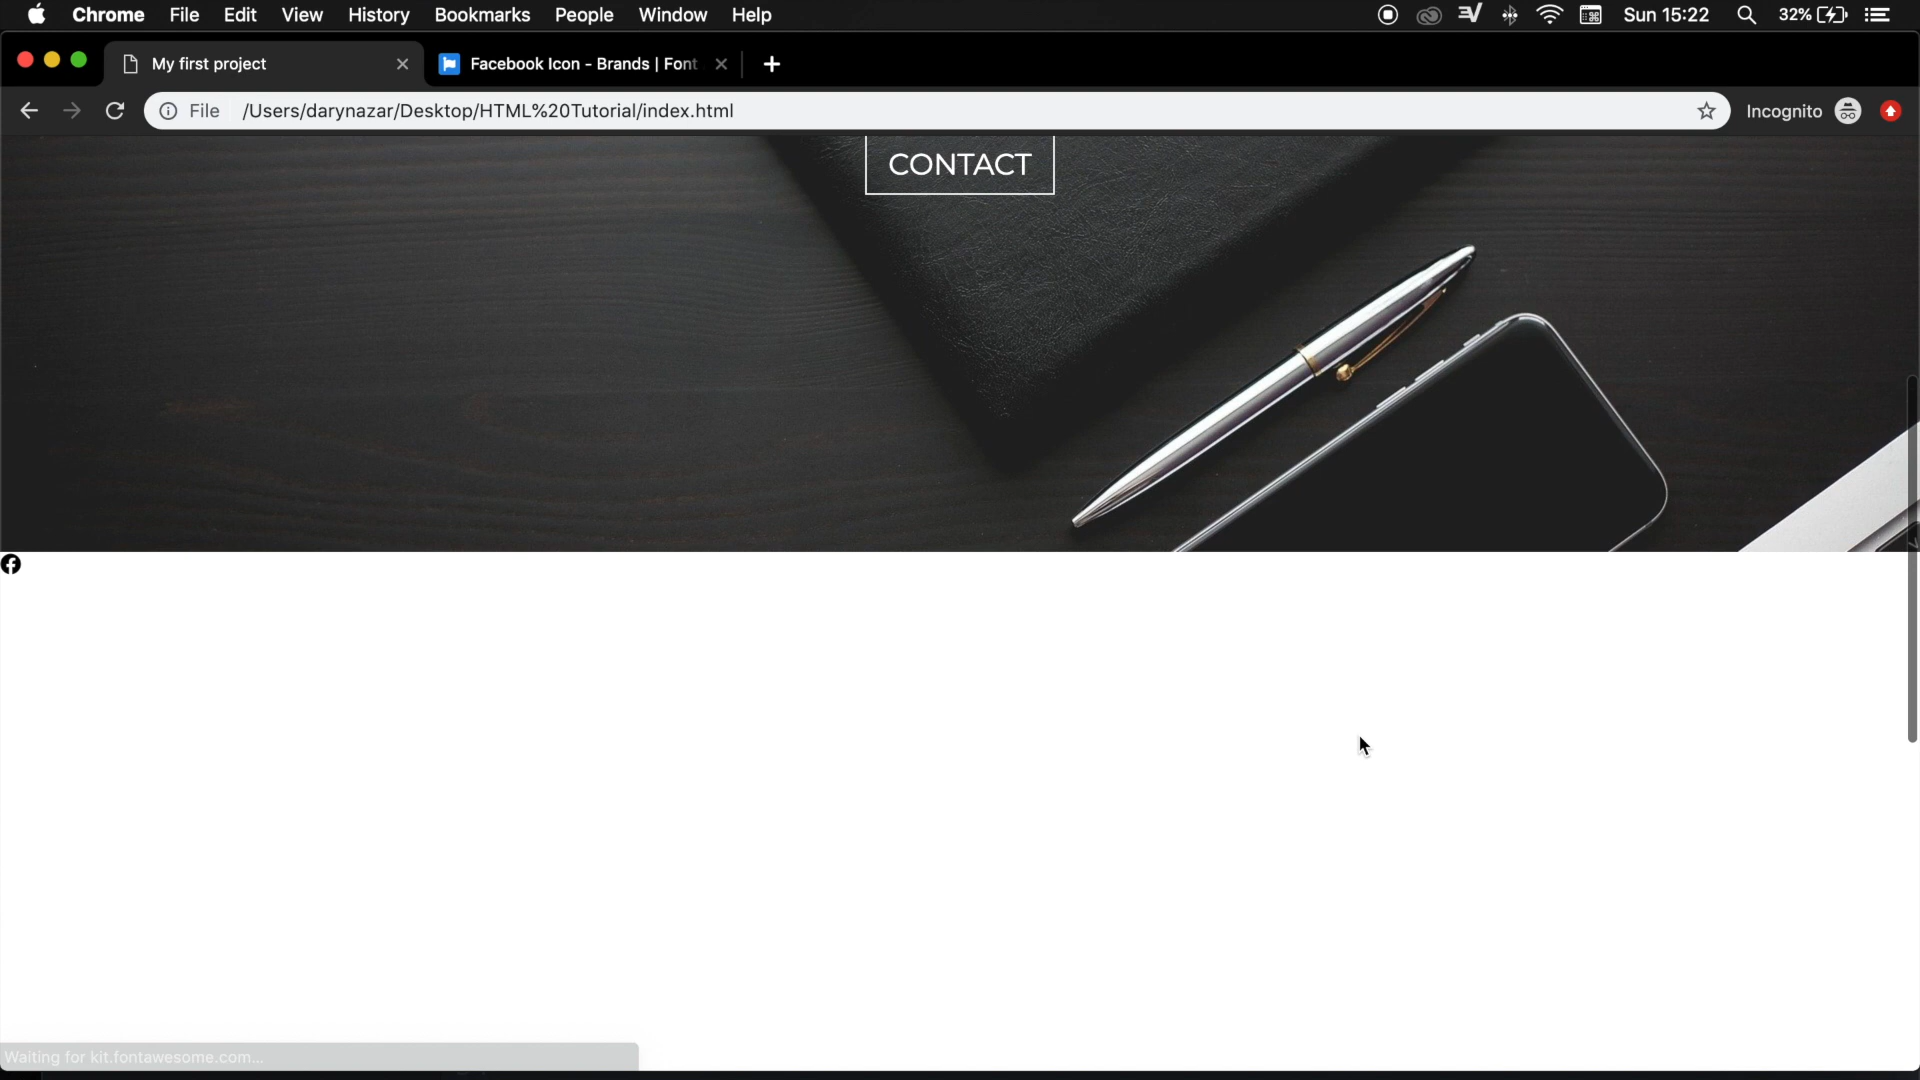 Chrome File Edit View History Bookmarks People Window Help Sun 15:22 32%
My first project Facebook Icon - Brands | Font
File /Users/darynazar/Desktop/HTML%20Tutorial/index.html Incognito
CONTACT
Waiting for kit.fontawesome.com...